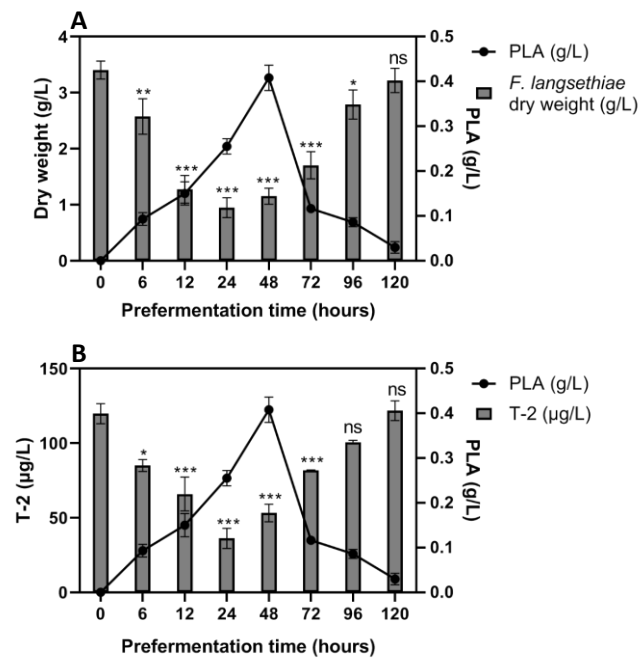 A
4
3
2
1
0
Dry weight (g/L)
**
***
***
***
***
*
ns
0.5
0.4
0.3
0.2
0.1
0.0
PLA (g/L)
0 6 12 24 48 72 96 120
Prefermentation time (hours)
PLA (g/L)
F. langsethiae
dry weight (g/L)
B
150
100
50
0
T-2 (µg/L)
*
***
***
***
***
ns
ns
0.5
0.4
0.3
0.2
0.1
0.0
PLA (g/L)
0 6 12 24 48 72 96 120
Prefermentation time (hours)
PLA (g/L)
T-2 (µg/L)